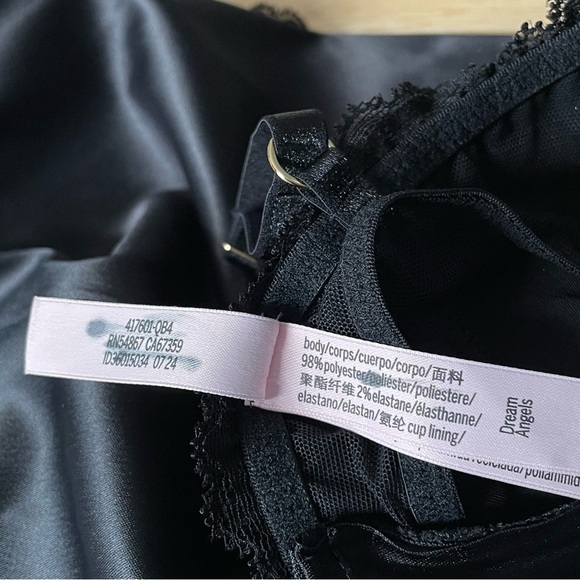 417601-QB4
RN54867 CA67359
ID36015034 07 24
body/corps/cuerpo/corpo/面料
98% polyester/poliéster/poliestere/
聚酯纤维 2% elastane/élasthanne/
elastano/elastan/氨纶 cup lining/
Dream
Angels